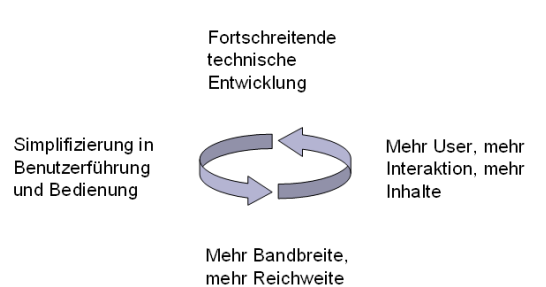 Fortschreitende
technische
Entwicklung
Simplifizierung in
Benutzerführung
und Bedienung
Mehr User, mehr
Interaktion, mehr
Inhalte
Mehr Bandbreite,
mehr Reichweite